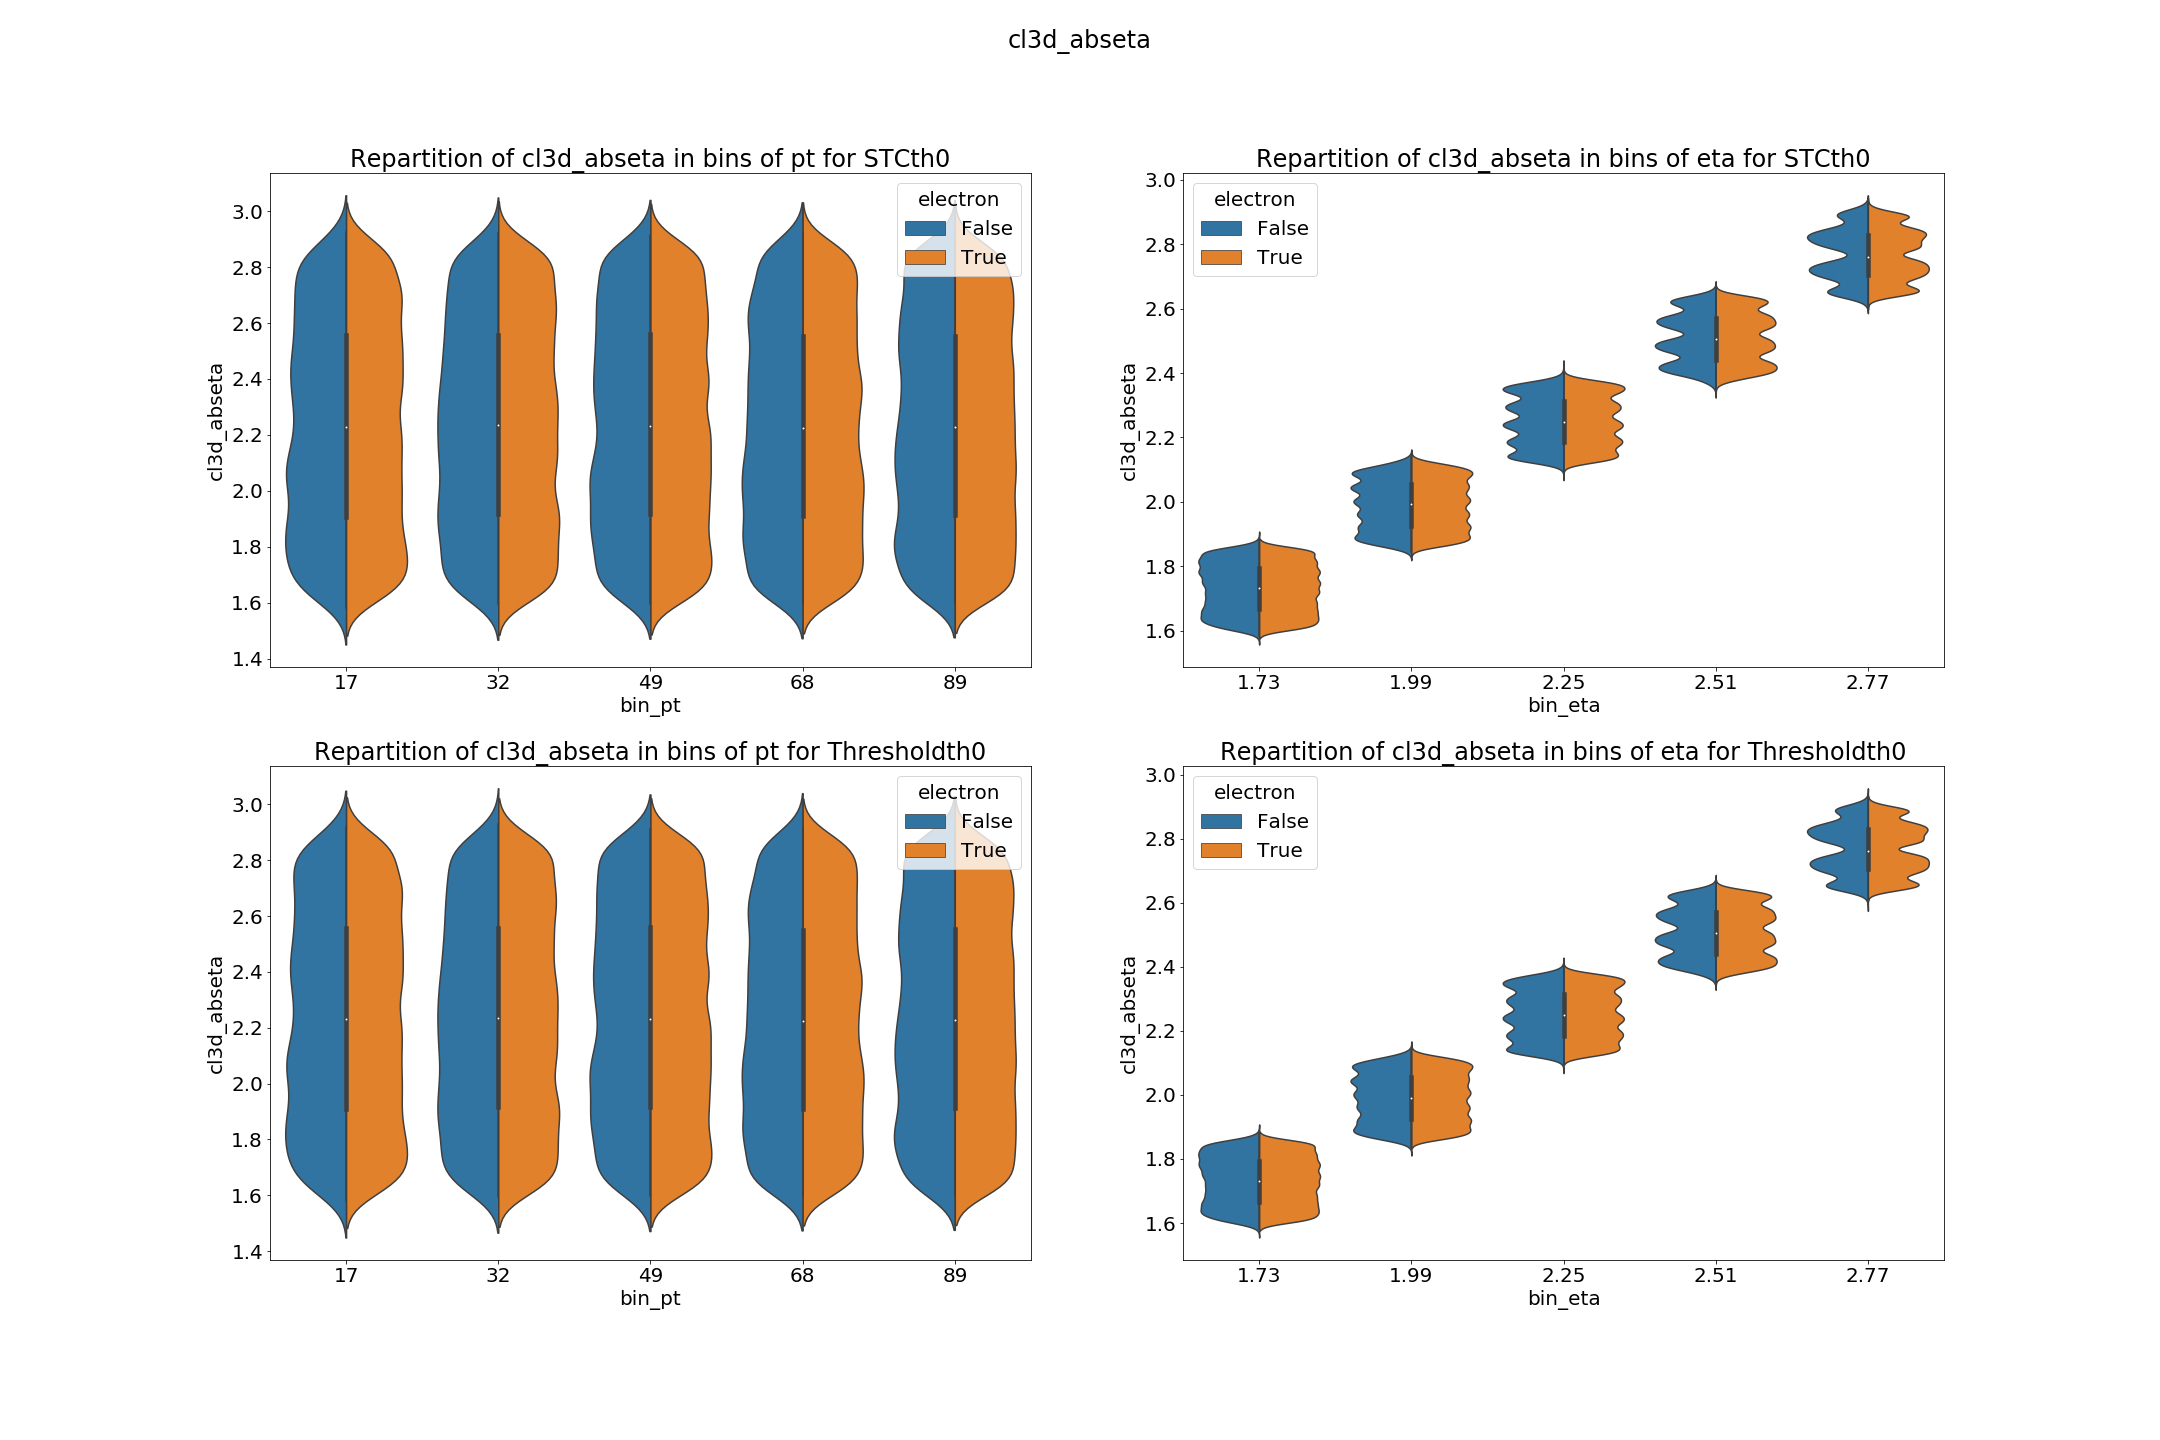 cl3d_abseta
Repartition of cl3d_abseta in bins of pt for STCth0
cl3d_abseta
3.0
2.8
2.6
2.4
2.2
2.0
1.8
1.6
1.4
electron
False
True
17 32 49 68 89
bin_pt
Repartition of cl3d_abseta in bins of eta for STCth0
cl3d_abseta
3.0
2.8
2.6
2.4
2.2
2.0
1.8
1.6
electron
False
True
1.73 1.99 2.25 2.51 2.77
bin_eta
Repartition of cl3d_abseta in bins of pt for Thresholdth0
cl3d_abseta
3.0
2.8
2.6
2.4
2.2
2.0
1.8
1.6
1.4
electron
False
True
17 32 49 68 89
bin_pt
Repartition of cl3d_abseta in bins of eta for Thresholdth0
cl3d_abseta
3.0
2.8
2.6
2.4
2.2
2.0
1.8
1.6
electron
False
True
1.73 1.99 2.25 2.51 2.77
bin_eta